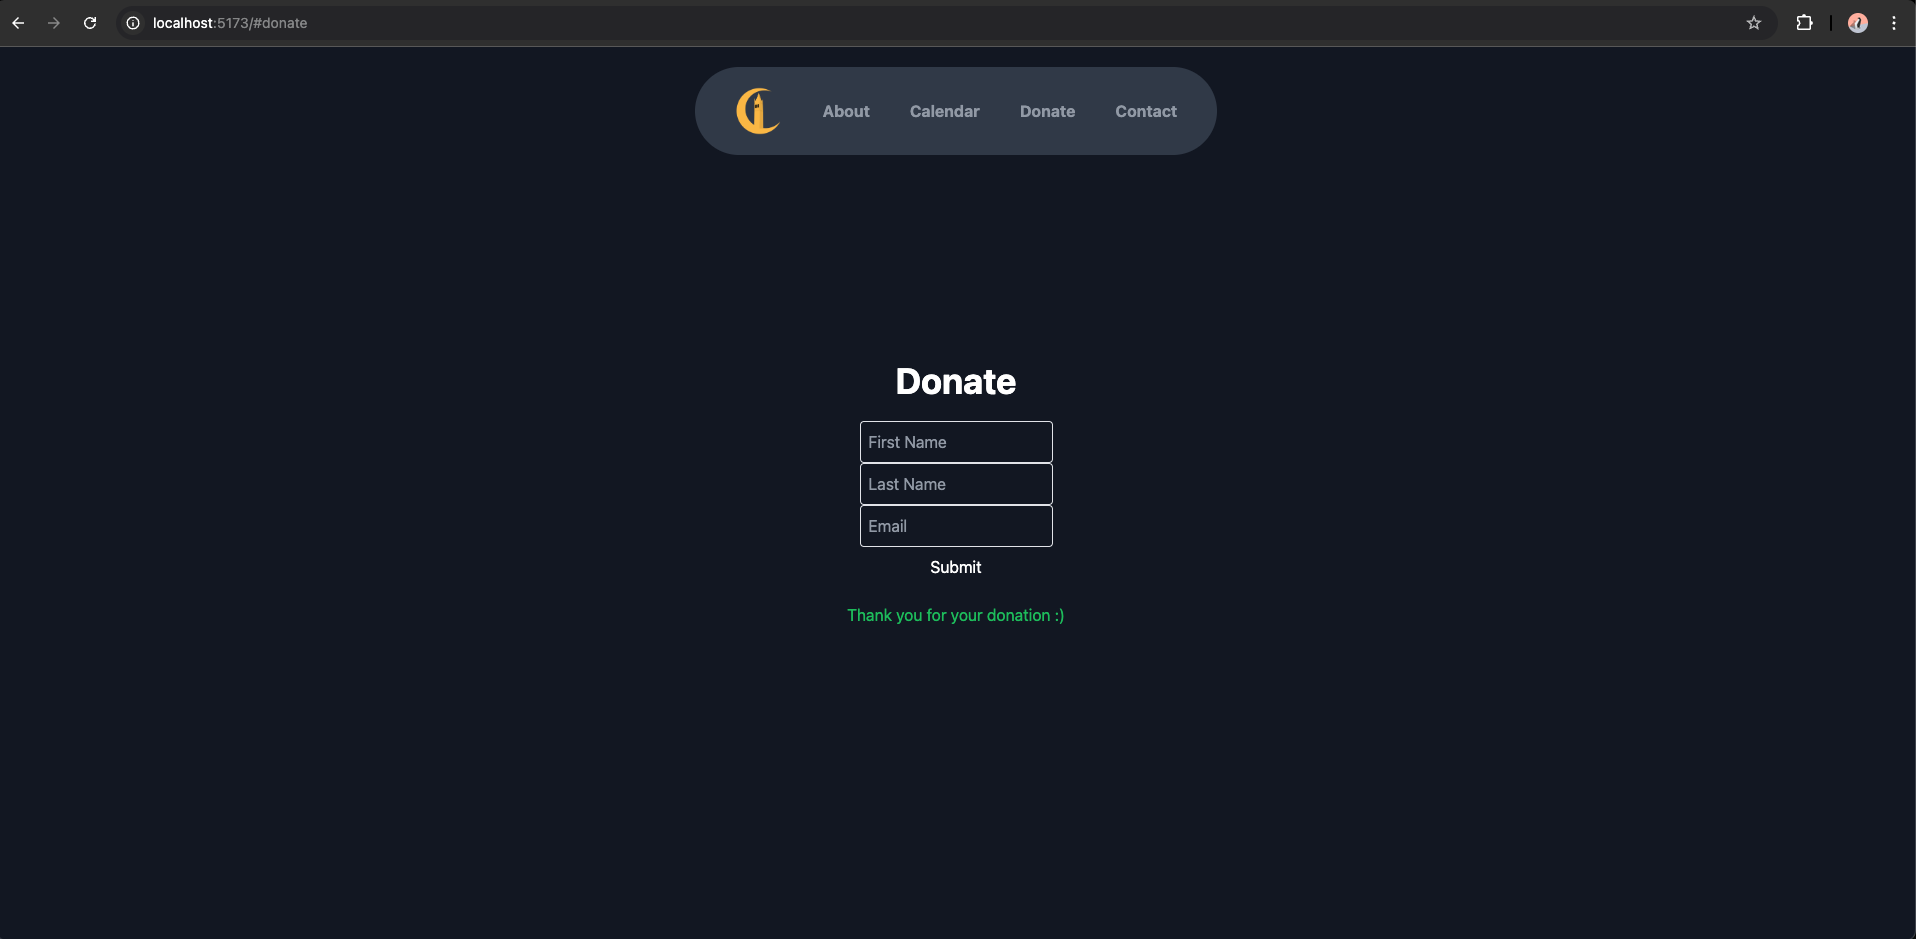 localhost:5173/#donate
About Calendar Donate Contact
Donate
First Name
Last Name
Email
Submit
Thank you for your donation :)